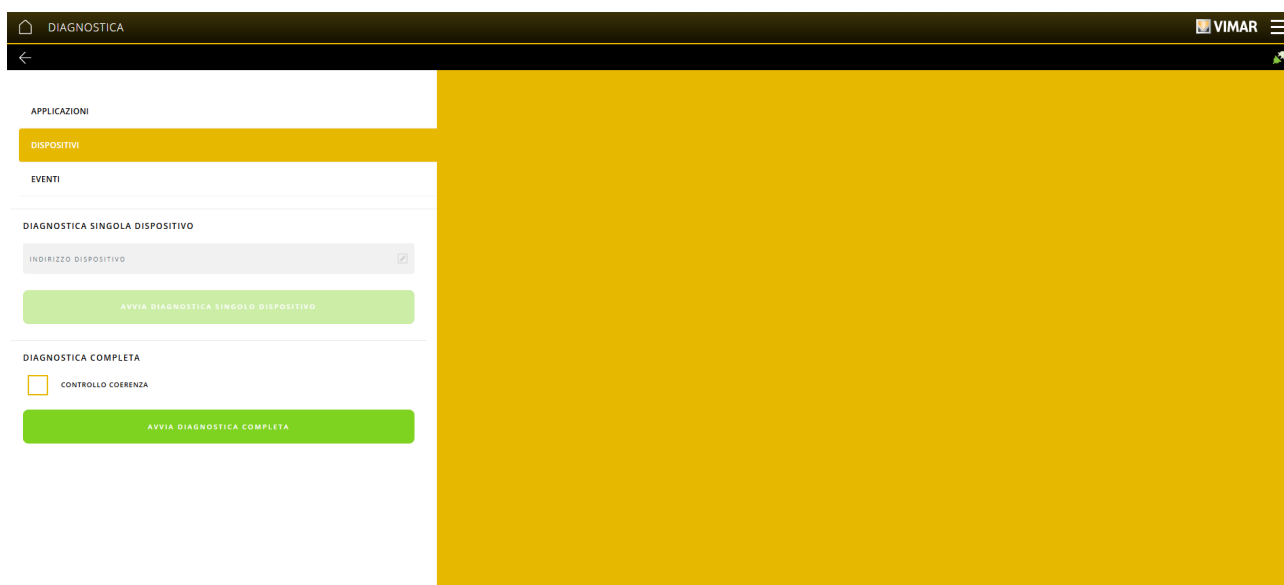 DIAGNOSTICA
VIMAR
APPLICAZIONI
DISPOSITIVI
EVENTI
DIAGNOSTICA SINGOLA DISPOSITIVO
INDIRIZZO DISPOSITIVO
AVVIA DIAGNOSTICA SINGOLO DISPOSITIVO
DIAGNOSTICA COMPLETA
CONTROLLO COERENZA
AVVIA DIAGNOSTICA COMPLETA